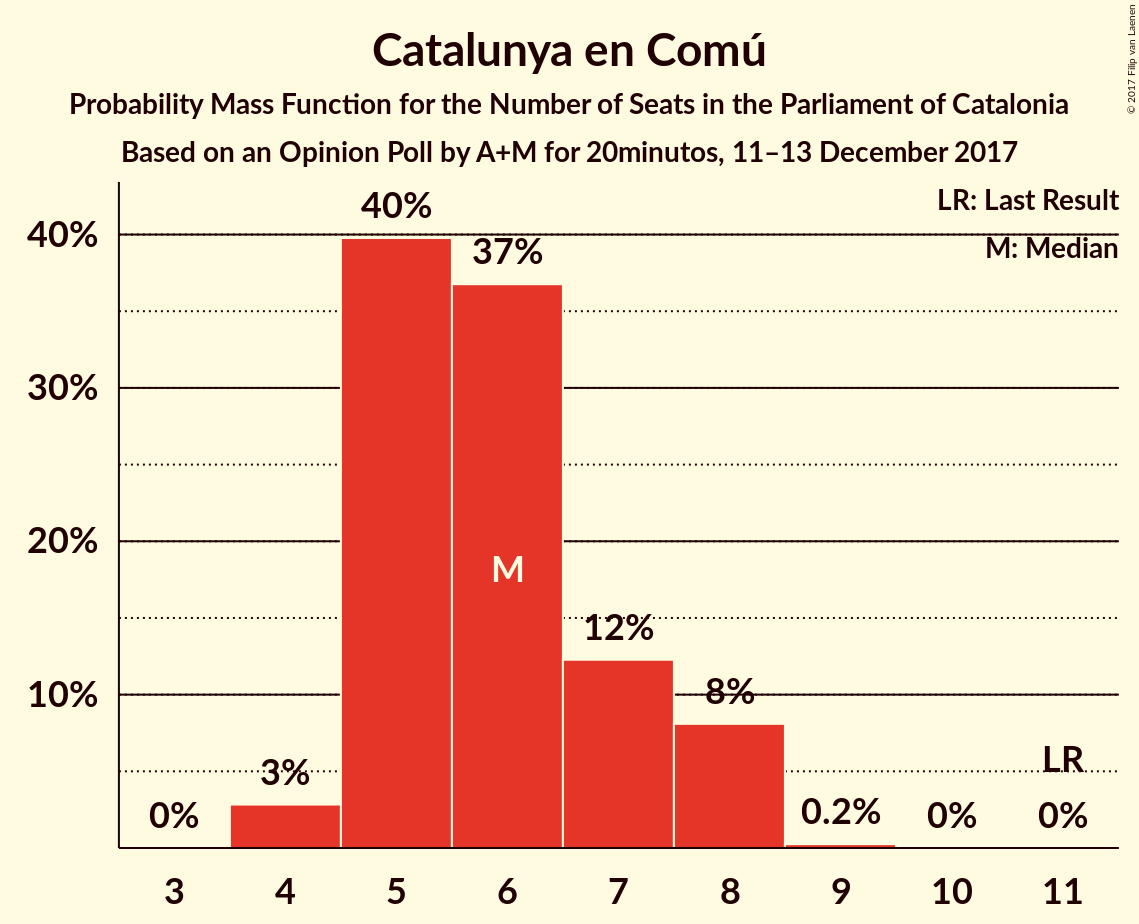 Catalunya en Comú
Probability Mass Function for the Number of Seats in the Parliament of Catalonia
Based on an Opinion Poll by A+M for 20minutos, 11–13 December 2017
© 2017 Filip van Laenen
LR: Last Result
M: Median
40%
30%
20%
10%
0%
3%
40%
37%
M
12%
8%
0.2%
0%
LR
0%
3 4 5 6 7 8 9 10 11